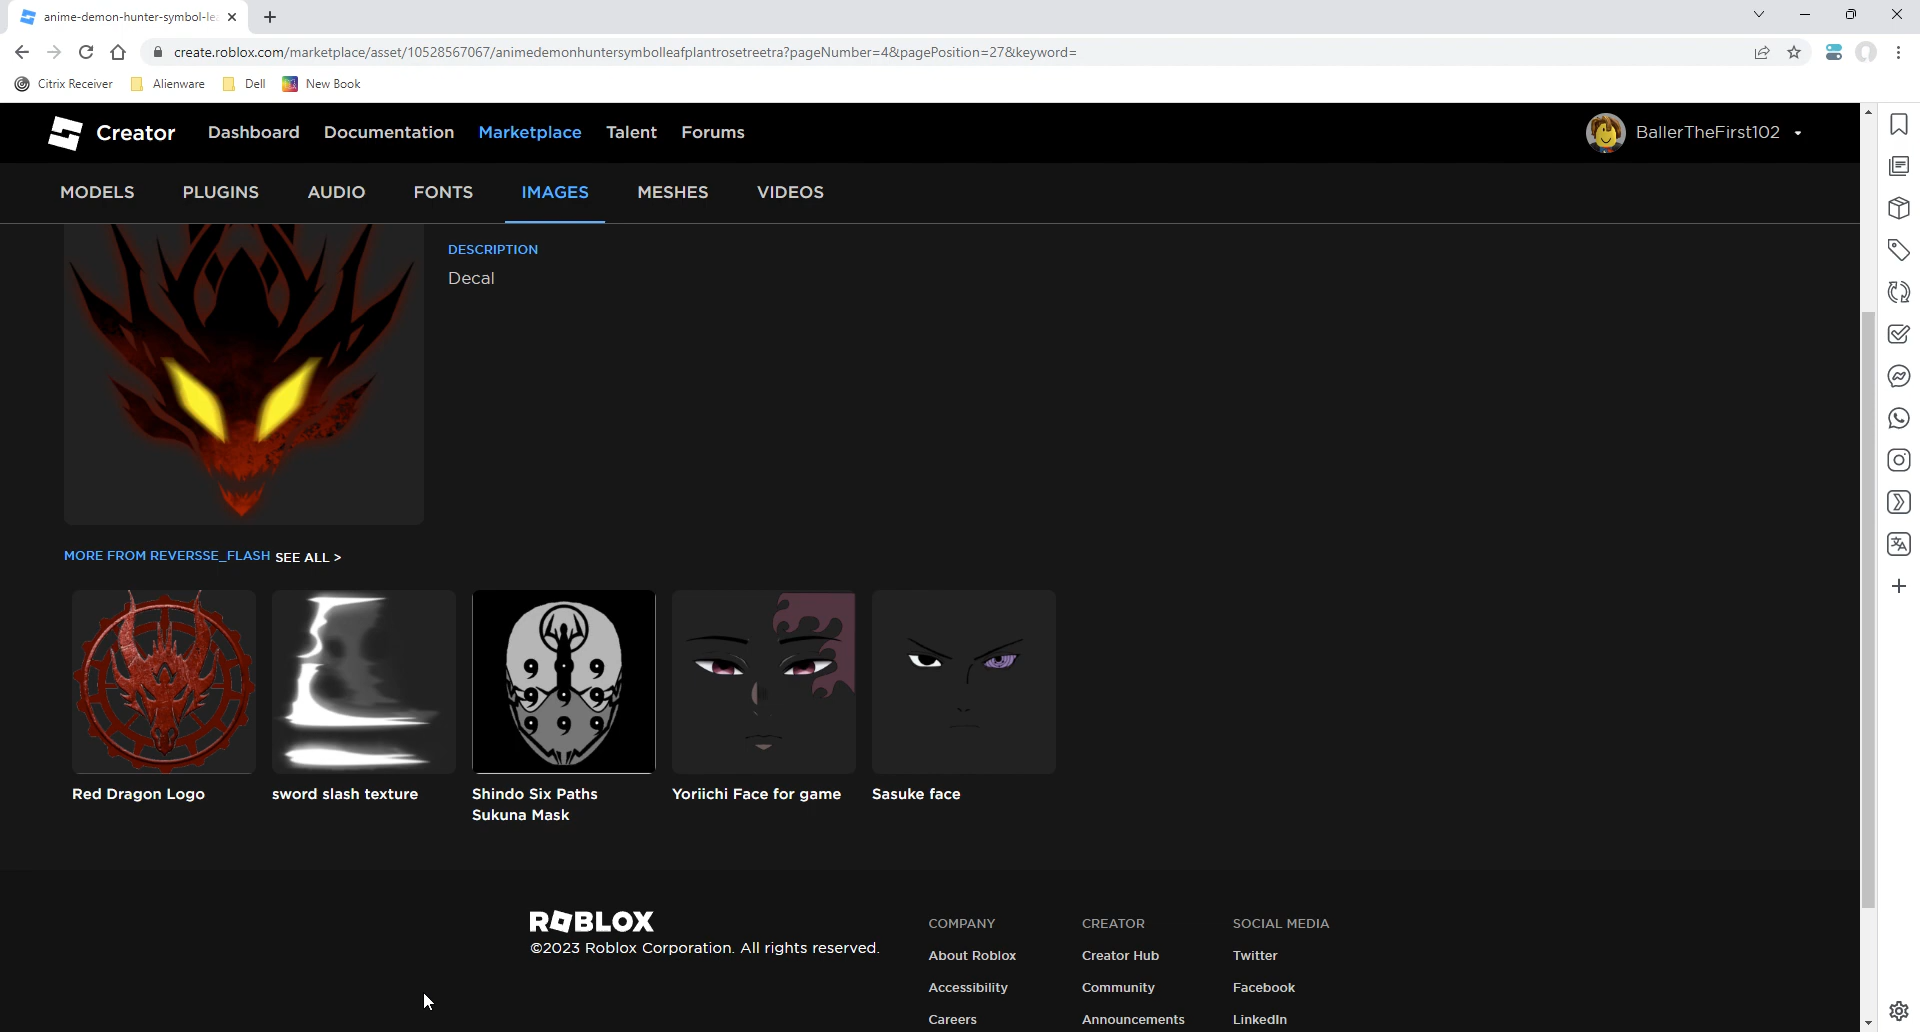 anime-demon-hunter-symbol-le
create.roblox.com/marketplace/asset/10528567067/animedemonhuntersymbolleafplantrosetreetra?pageNumber=4&pagePosition=27&keyword=
Citrix Receiver Alienware Dell New Book
Creator Dashboard Documentation Marketplace Talent Forums BallerTheFirst102
MODELS PLUGINS AUDIO FONTS IMAGES MESHES VIDEOS
DESCRIPTION
Decal
MORE FROM REVERSSE_FLASH SEE ALL >
Red Dragon Logo
sword slash texture
Shindo Six Paths
Sukuna Mask
Yoriichi Face for game
Sasuke face
ROBLOX
©2023 Roblox Corporation. All rights reserved.
COMPANY
About Roblox
Accessibility
Careers
CREATOR
Creator Hub
Community
Announcements
SOCIAL MEDIA
Twitter
Facebook
LinkedIn